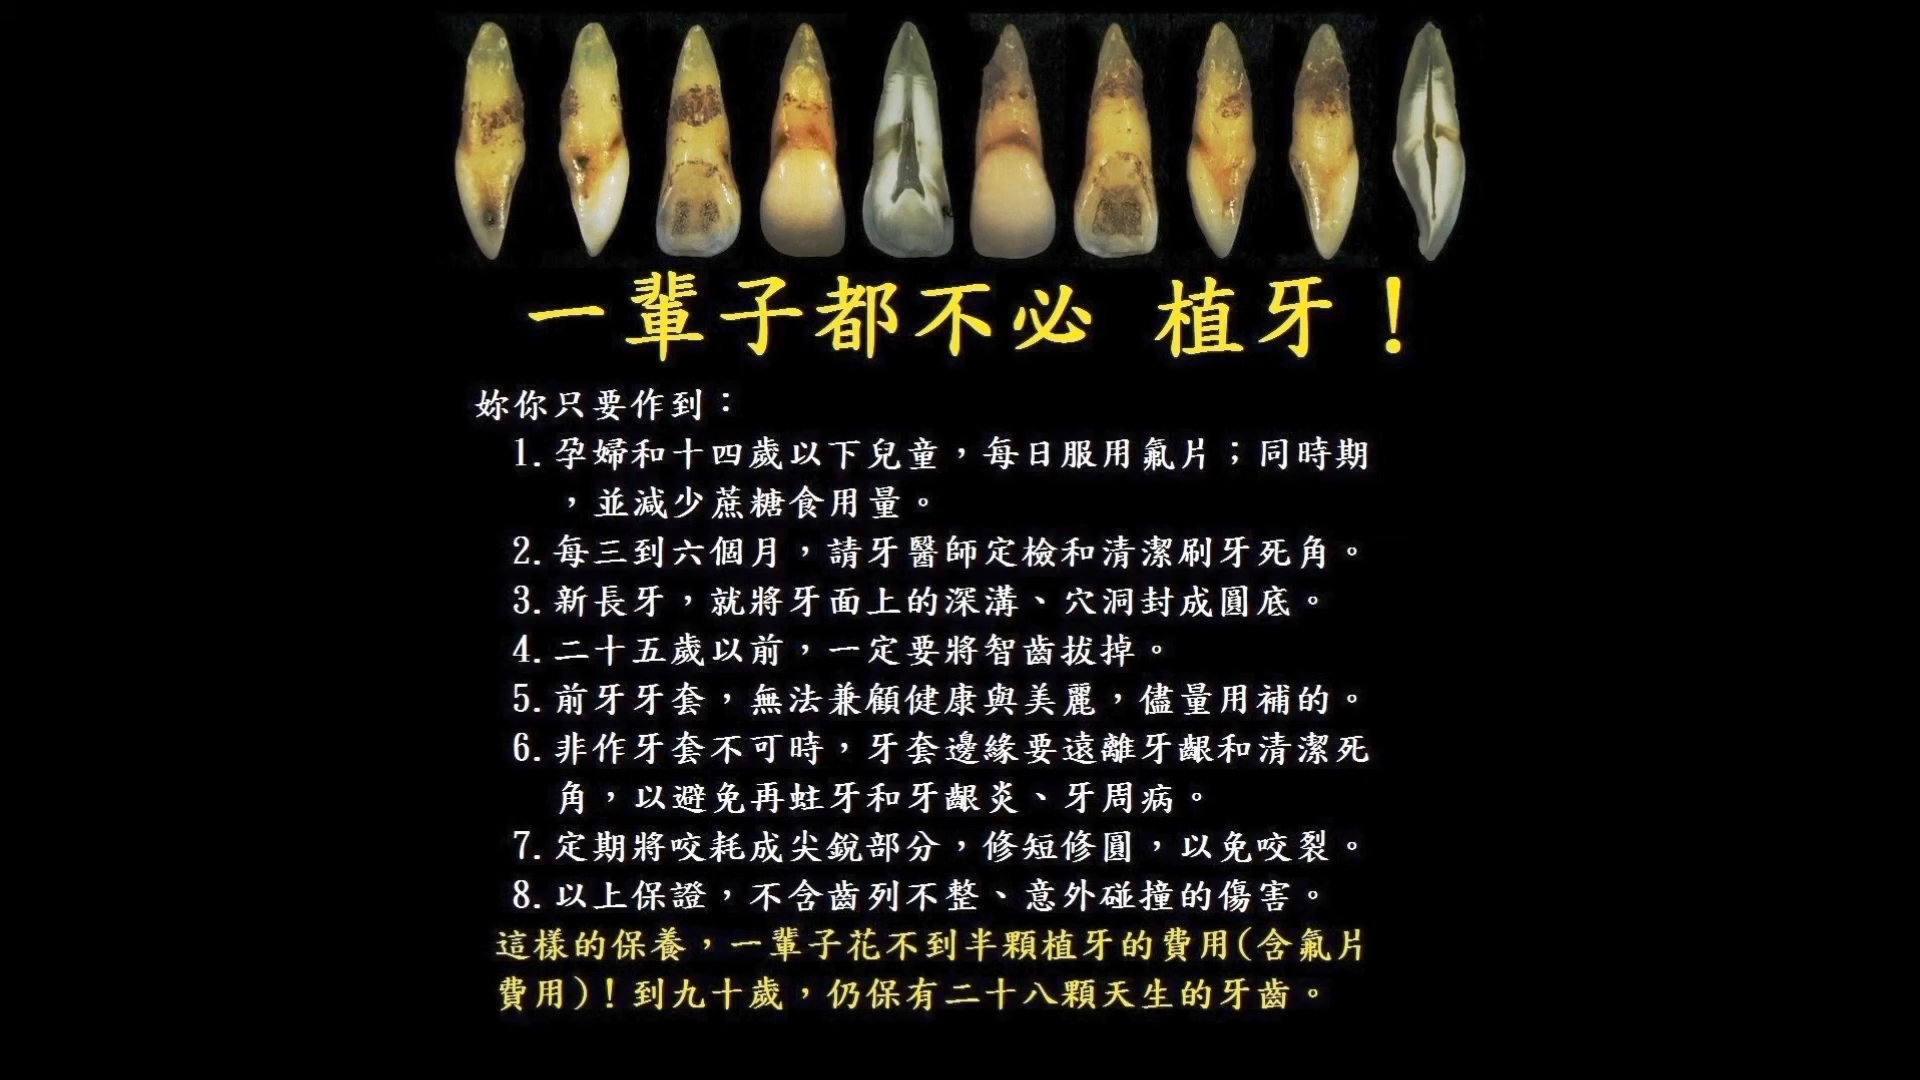 一輩子都不必 植牙！
妳你只要作到：
1.孕婦和十四歲以下兒童，每日服用氟片；同時期
，並減少蔗糖食用量。
2.每三到六個月，請牙醫師定檢和清潔刷牙死角。
3.新長牙，就將牙面上的深溝、穴洞封成圓底。
4.二十五歲以前，一定要將智齒拔掉。
5.前牙牙套，無法兼顧健康與美麗，儘量用補的。
6.非作牙套不可時，牙套邊緣要遠離牙齦和清潔死
角，以避免再蛀牙和牙齦炎、牙周病。
7.定期將咬耗成尖銳部分，修短修圓，以免咬裂。
8.以上保證，不含齒列不整、意外碰撞的傷害。
這樣的保養，一輩子花不到半顆植牙的費用(含氟片
費用)！到九十歲，仍保有二十八顆天生的牙齒。